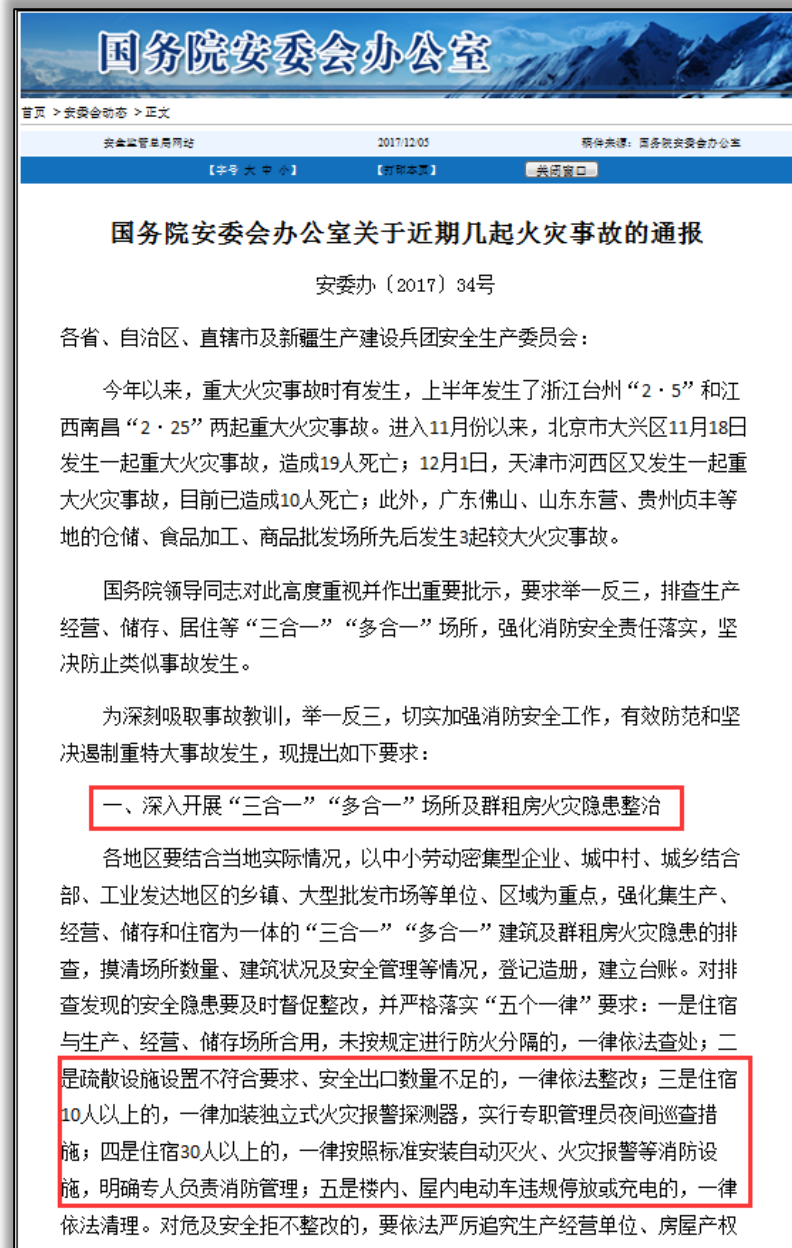 国务院安委会办公室
首页 >安委会动态 >正文
安全监管总局网站 2017/12/05 稿件来源：国务院安委会办公室
【字号 大 中 小】 【打印本页】 关闭窗口
国务院安委会办公室关于近期几起火灾事故的通报
安委办〔2017〕34号
各省、自治区、直辖市及新疆生产建设兵团安全生产委员会：
今年以来，重大火灾事故时有发生，上半年发生了浙江台州“2·5”和江
西南昌“2·25”两起重大火灾事故。进入11月份以来，北京市大兴区11月18日
发生一起重大火灾事故，造成19人死亡；12月1日，天津市河西区又发生一起重
大火灾事故，目前已造成10人死亡；此外，广东佛山、山东东营、贵州贞丰等
地的仓储、食品加工、商品批发场所先后发生3起较大火灾事故。
国务院领导同志对此高度重视并作出重要批示，要求举一反三，排查生产
经营、储存、居住等“三合一”“多合一”场所，强化消防安全责任落实，坚
决防止类似事故发生。
为深刻吸取事故教训，举一反三，切实加强消防安全工作，有效防范和坚
决遏制重特大事故发生，现提出如下要求：
一、深入开展“三合一”“多合一”场所及群租房火灾隐患整治
各地区要结合当地实际情况，以中小劳动密集型企业、城中村、城乡结合
部、工业发达地区的乡镇、大型批发市场等单位、区域为重点，强化集生产、
经营、储存和住宿为一体的“三合一”“多合一”建筑及群租房火灾隐患的排
查，摸清场所数量、建筑状况及安全管理等情况，登记造册，建立台账。对排
查发现的安全隐患要及时督促整改，并严格落实“五个一律”要求：一是住宿
与生产、经营、储存场所合用，未按规定进行防火分隔的，一律依法查处；二
是疏散设施设置不符合要求、安全出口数量不足的，一律依法整改；三是住宿
10人以上的，一律加装独立式火灾报警探测器，实行专职管理员夜间巡查措
施；四是住宿30人以上的，一律按照标准安装自动灭火、火灾报警等消防设
施，明确专人负责消防管理；五是楼内、屋内电动车违规停放或充电的，一律
依法清理。对危及安全拒不整改的，要依法严厉追究生产经营单位、房屋产权